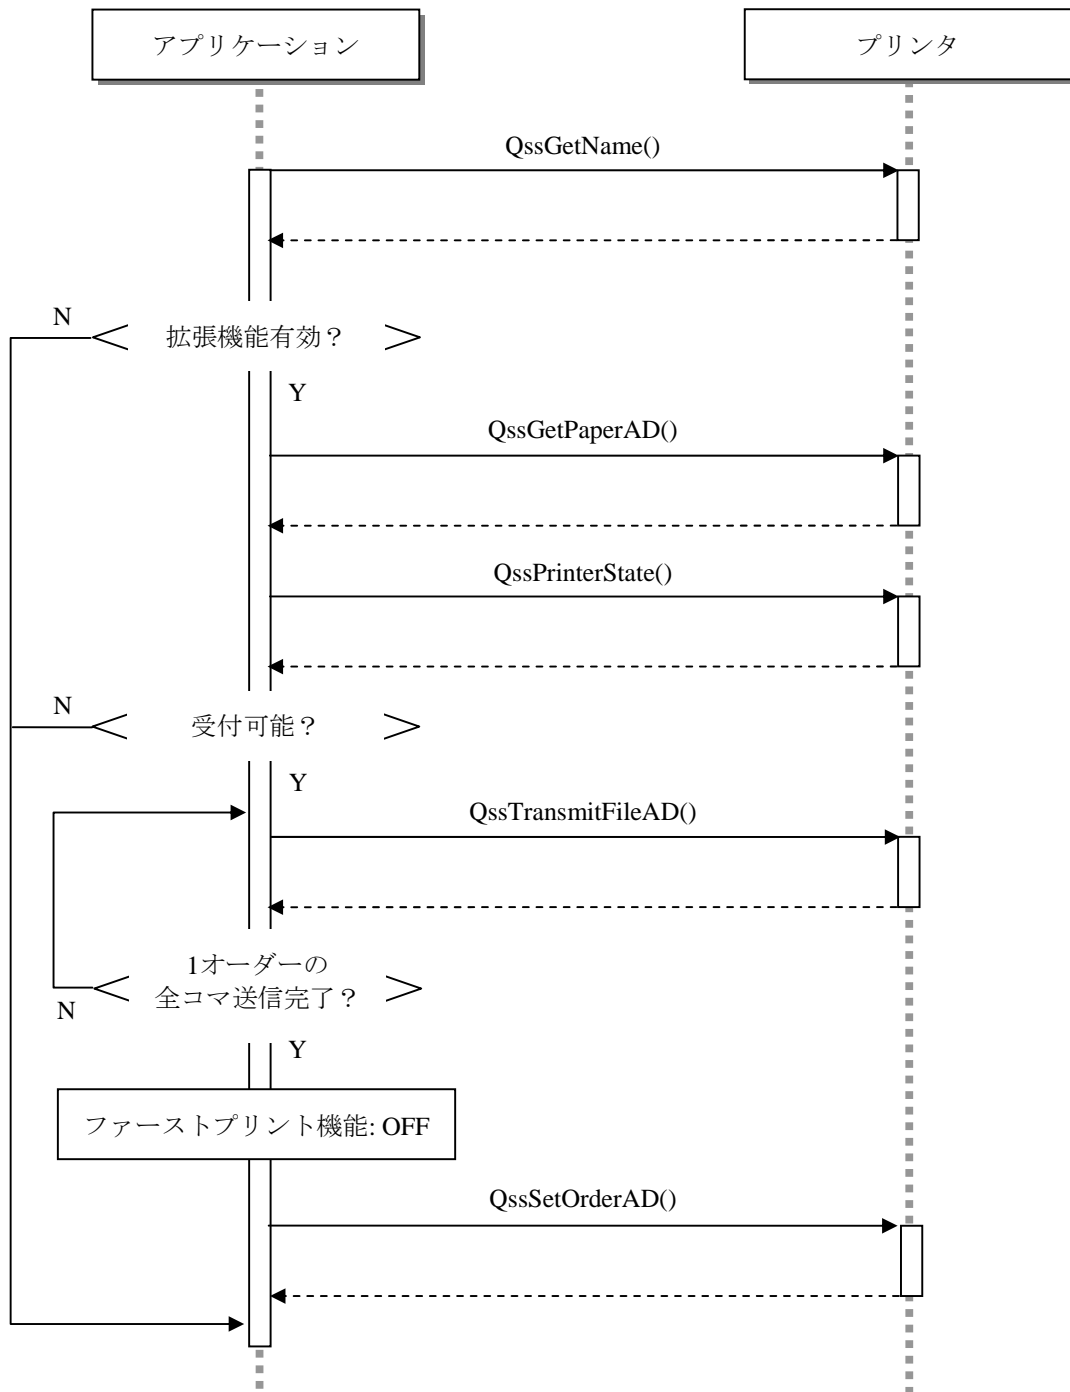 アプリケーション
プリンタ
QssGetName()
N
拡張機能有効？
Y
QssGetPaperAD()
QssPrinterState()
N
受付可能？
Y
QssTransmitFileAD()
1オーダーの
全コマ送信完了？
N
Y
ファーストプリント機能: OFF
QssSetOrderAD()